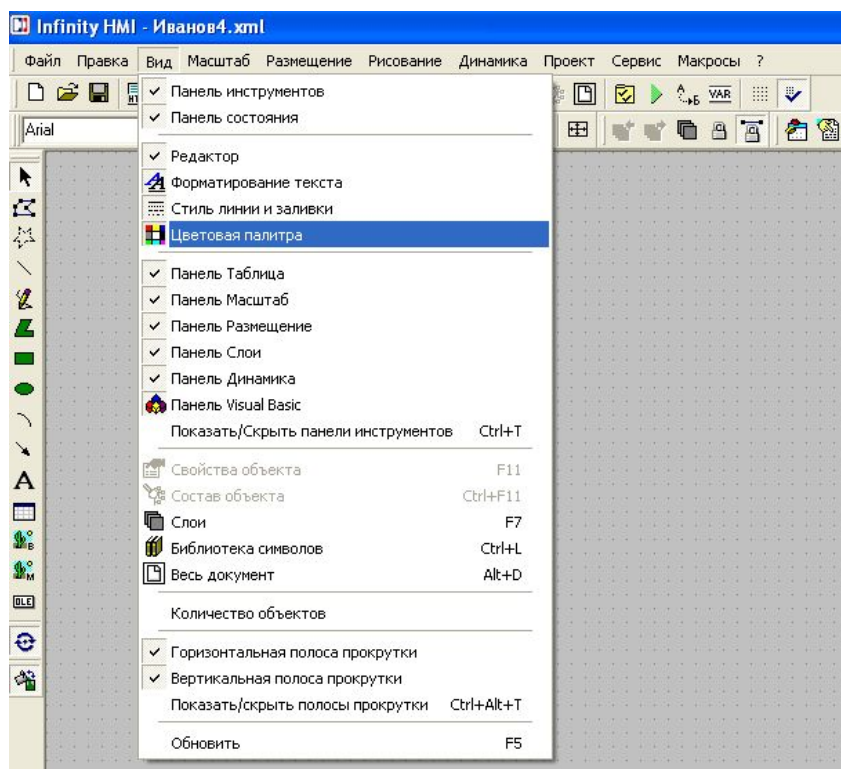 Infinity HMI - Иванов4.xml
Файл Правка Вид Масштаб Размещение Рисование Динамика Проект Сервис Макросы ?
Arial
Панель инструментов
Панель состояния
Редактор
Форматирование текста
Стиль линии и заливки
Цветовая палитра
Панель Таблица
Панель Масштаб
Панель Размещение
Панель Слои
Панель Динамика
Панель Visual Basic
Показать/Скрыть панели инструментов Ctrl+T
Свойства объекта F11
Состав объекта Ctrl+F11
Слои F7
Библиотека символов Ctrl+L
Весь документ Alt+D
Количество объектов
Горизонтальная полоса прокрутки
Вертикальная полоса прокрутки
Показать/скрыть полосы прокрутки Ctrl+Alt+T
Обновить F5
VAR
A
B
M
OLE